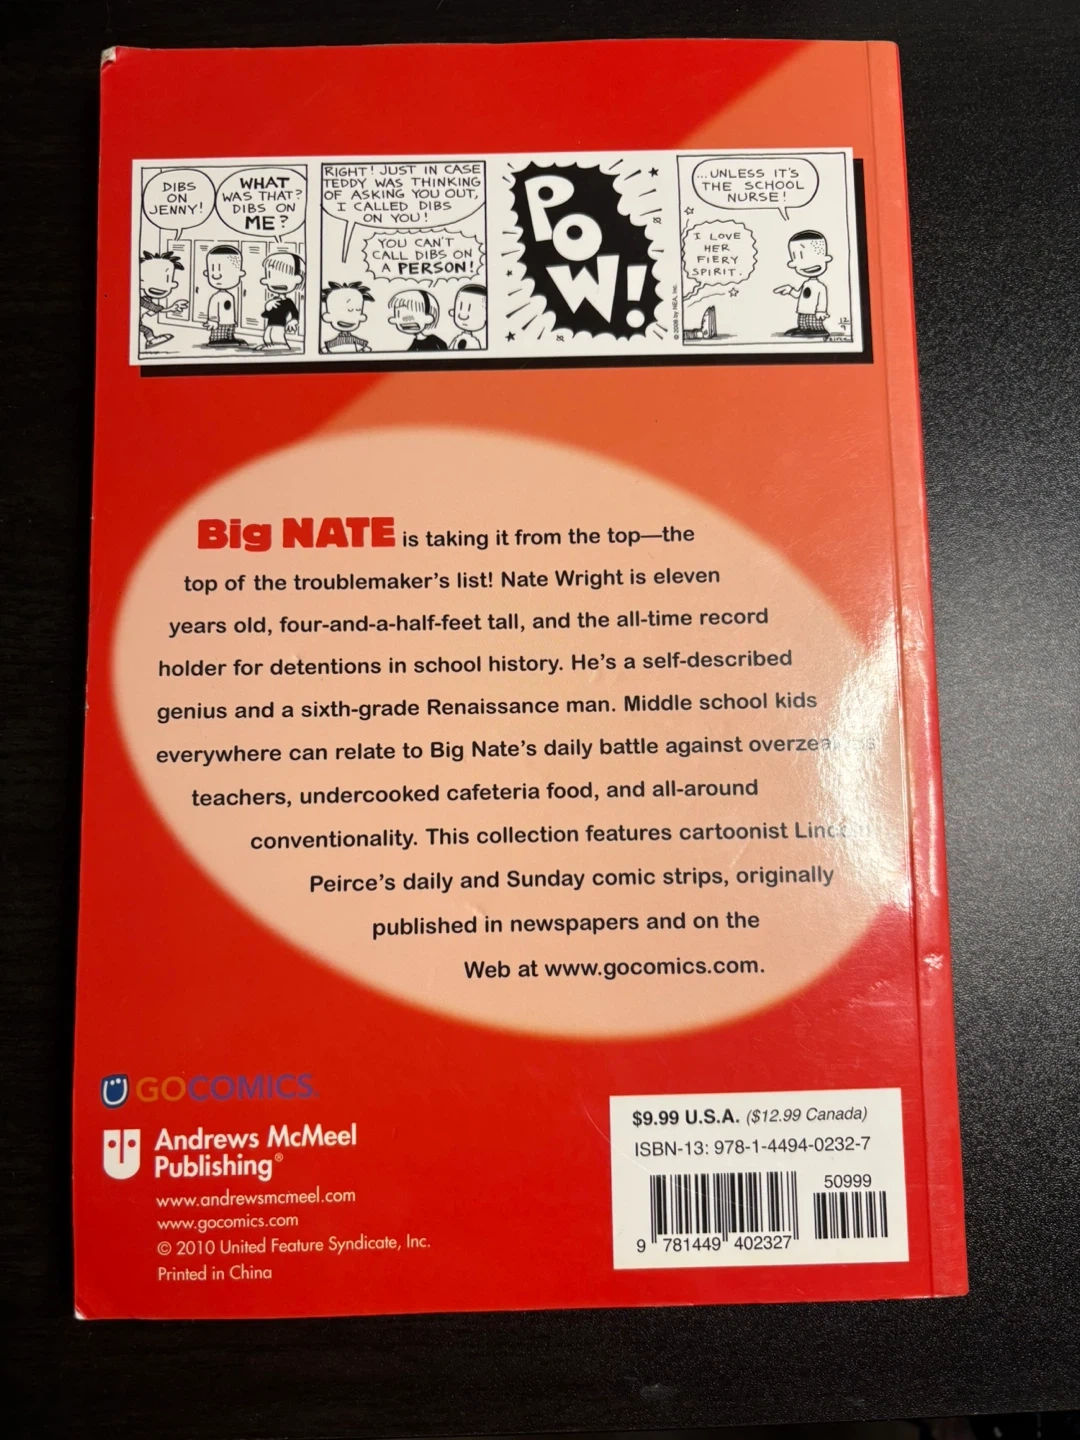 DIBS
ON
JENNY!
WHAT
WAS THAT?
DIBS ON
ME?
RIGHT! JUST IN CASE
TEDDY WAS THINKING
OF ASKING YOU OUT,
I CALLED DIBS
ON YOU!
YOU CAN'T
CALL DIBS ON
A PERSON!
POW!
© 2008 by NEA, Inc.
...UNLESS IT'S
THE SCHOOL
NURSE!
I LOVE
HER
FIERY
SPIRIT.
Big NATE is taking it from the top—the
top of the troublemaker's list! Nate Wright is eleven
years old, four-and-a-half-feet tall, and the all-time record
holder for detentions in school history. He's a self-described
genius and a sixth-grade Renaissance man. Middle school kids
everywhere can relate to Big Nate's daily battle against overzealous
teachers, undercooked cafeteria food, and all-around
conventionality. This collection features cartoonist Lincoln
Peirce's daily and Sunday comic strips, originally
published in newspapers and on the
Web at www.gocomics.com.
GOCOMICS
Andrews McMeel
Publishing®
www.andrewsmcmeel.com
www.gocomics.com
© 2010 United Feature Syndicate, Inc.
Printed in China
$9.99 U.S.A. ($12.99 Canada)
ISBN-13: 978-1-4494-0232-7
50999
9 781449 402327